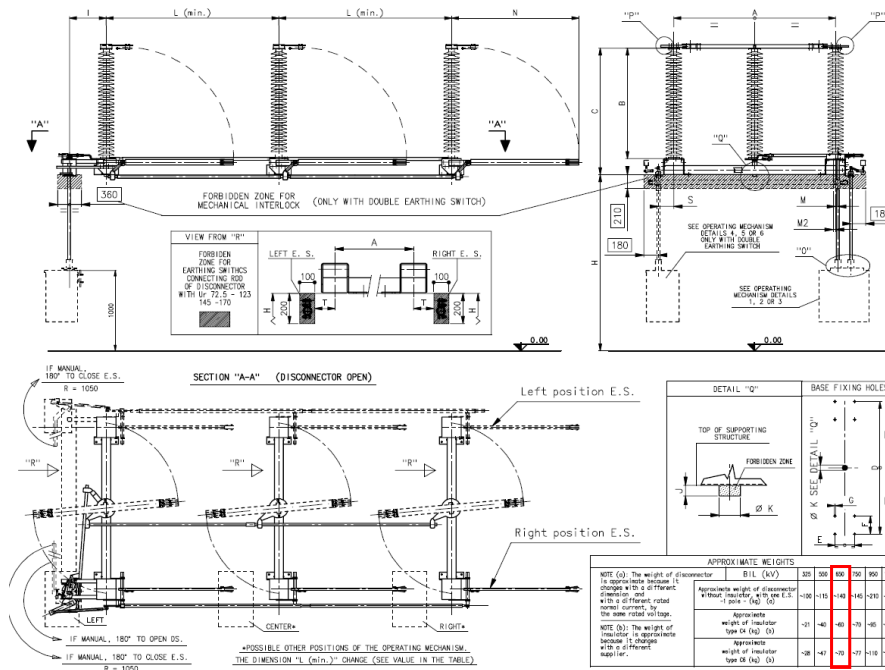 I
L (min.)
L (min.)
N
"P"
A
"P"
C
B
"A"
"A"
"Q"
360
FORBIDDEN ZONE FOR
MECHANICAL INTERLOCK
(ONLY WITH DOUBLE EARTHING SWITCH)
210
180
S
M
M2
18
SEE OPERATING MECHANISM
DETAILS 4, 5 OR 6
ONLY WITH DOUBLE
EARTHING SWITCH
"O"
H
1000
SEE OPERATHING
MECHANISM DETAILS
1, 2 OR 3
VIEW FROM "R"
FORBIDEN
ZONE FOR
EARTHING SWITHCS
CONNECTING ROD
OF DISCONNECTOR
WITH Ur 72.5 - 123
145 -170
A
LEFT E. S.
RIGHT E. S.
100
100
H
200
T
T
200
H
0.00
0.00
IF MANUAL,
180° TO CLOSE E.S.
R = 1050
SECTION "A-A" (DISCONNECTOR OPEN)
Left position E.S.
"R"
"R"
"R"
Right position E.S.
LEFT
CENTER*
RIGHT*
IF MANUAL, 180° TO OPEN DS.
IF MANUAL, 180° TO CLOSE E.S.
R = 1050
*POSSIBLE OTHER POSITIONS OF THE OPERATING MECHANISM.
THE DIMENSION "L (min.)" CHANGE (SEE VALUE IN THE TABLE)
DETAIL "Q"
BASE FIXING HOLES
TOP OF SUPPORTING
STRUCTURE
FORBIDDEN ZONE
J
Ø K
Ø K SEE DETAIL "Q"
D
G
F
E
APPROXIMATE WEIGHTS
NOTE (a): The weight of disconnector
is approximate because it
changes with a different
dimension and
with a different rated
normal current, by
the same rated voltage.
NOTE (b): The weight of
insulator is approximate
because it changes
with a different
supplier.
BIL (kV) 325 550 650 750 950
Approximate weight of disconnector
without insulator, with one E.S.
-1 pole - (kg) (a)
~100 ~115 ~140 ~145 ~210
Approximate
weight of insulator
type C4 (kg) (b)
~21 ~40 ~60 ~70 ~95
Approximate
weight of insulator
type C6 (kg) (b)
~28 ~47 ~70 ~77 ~110